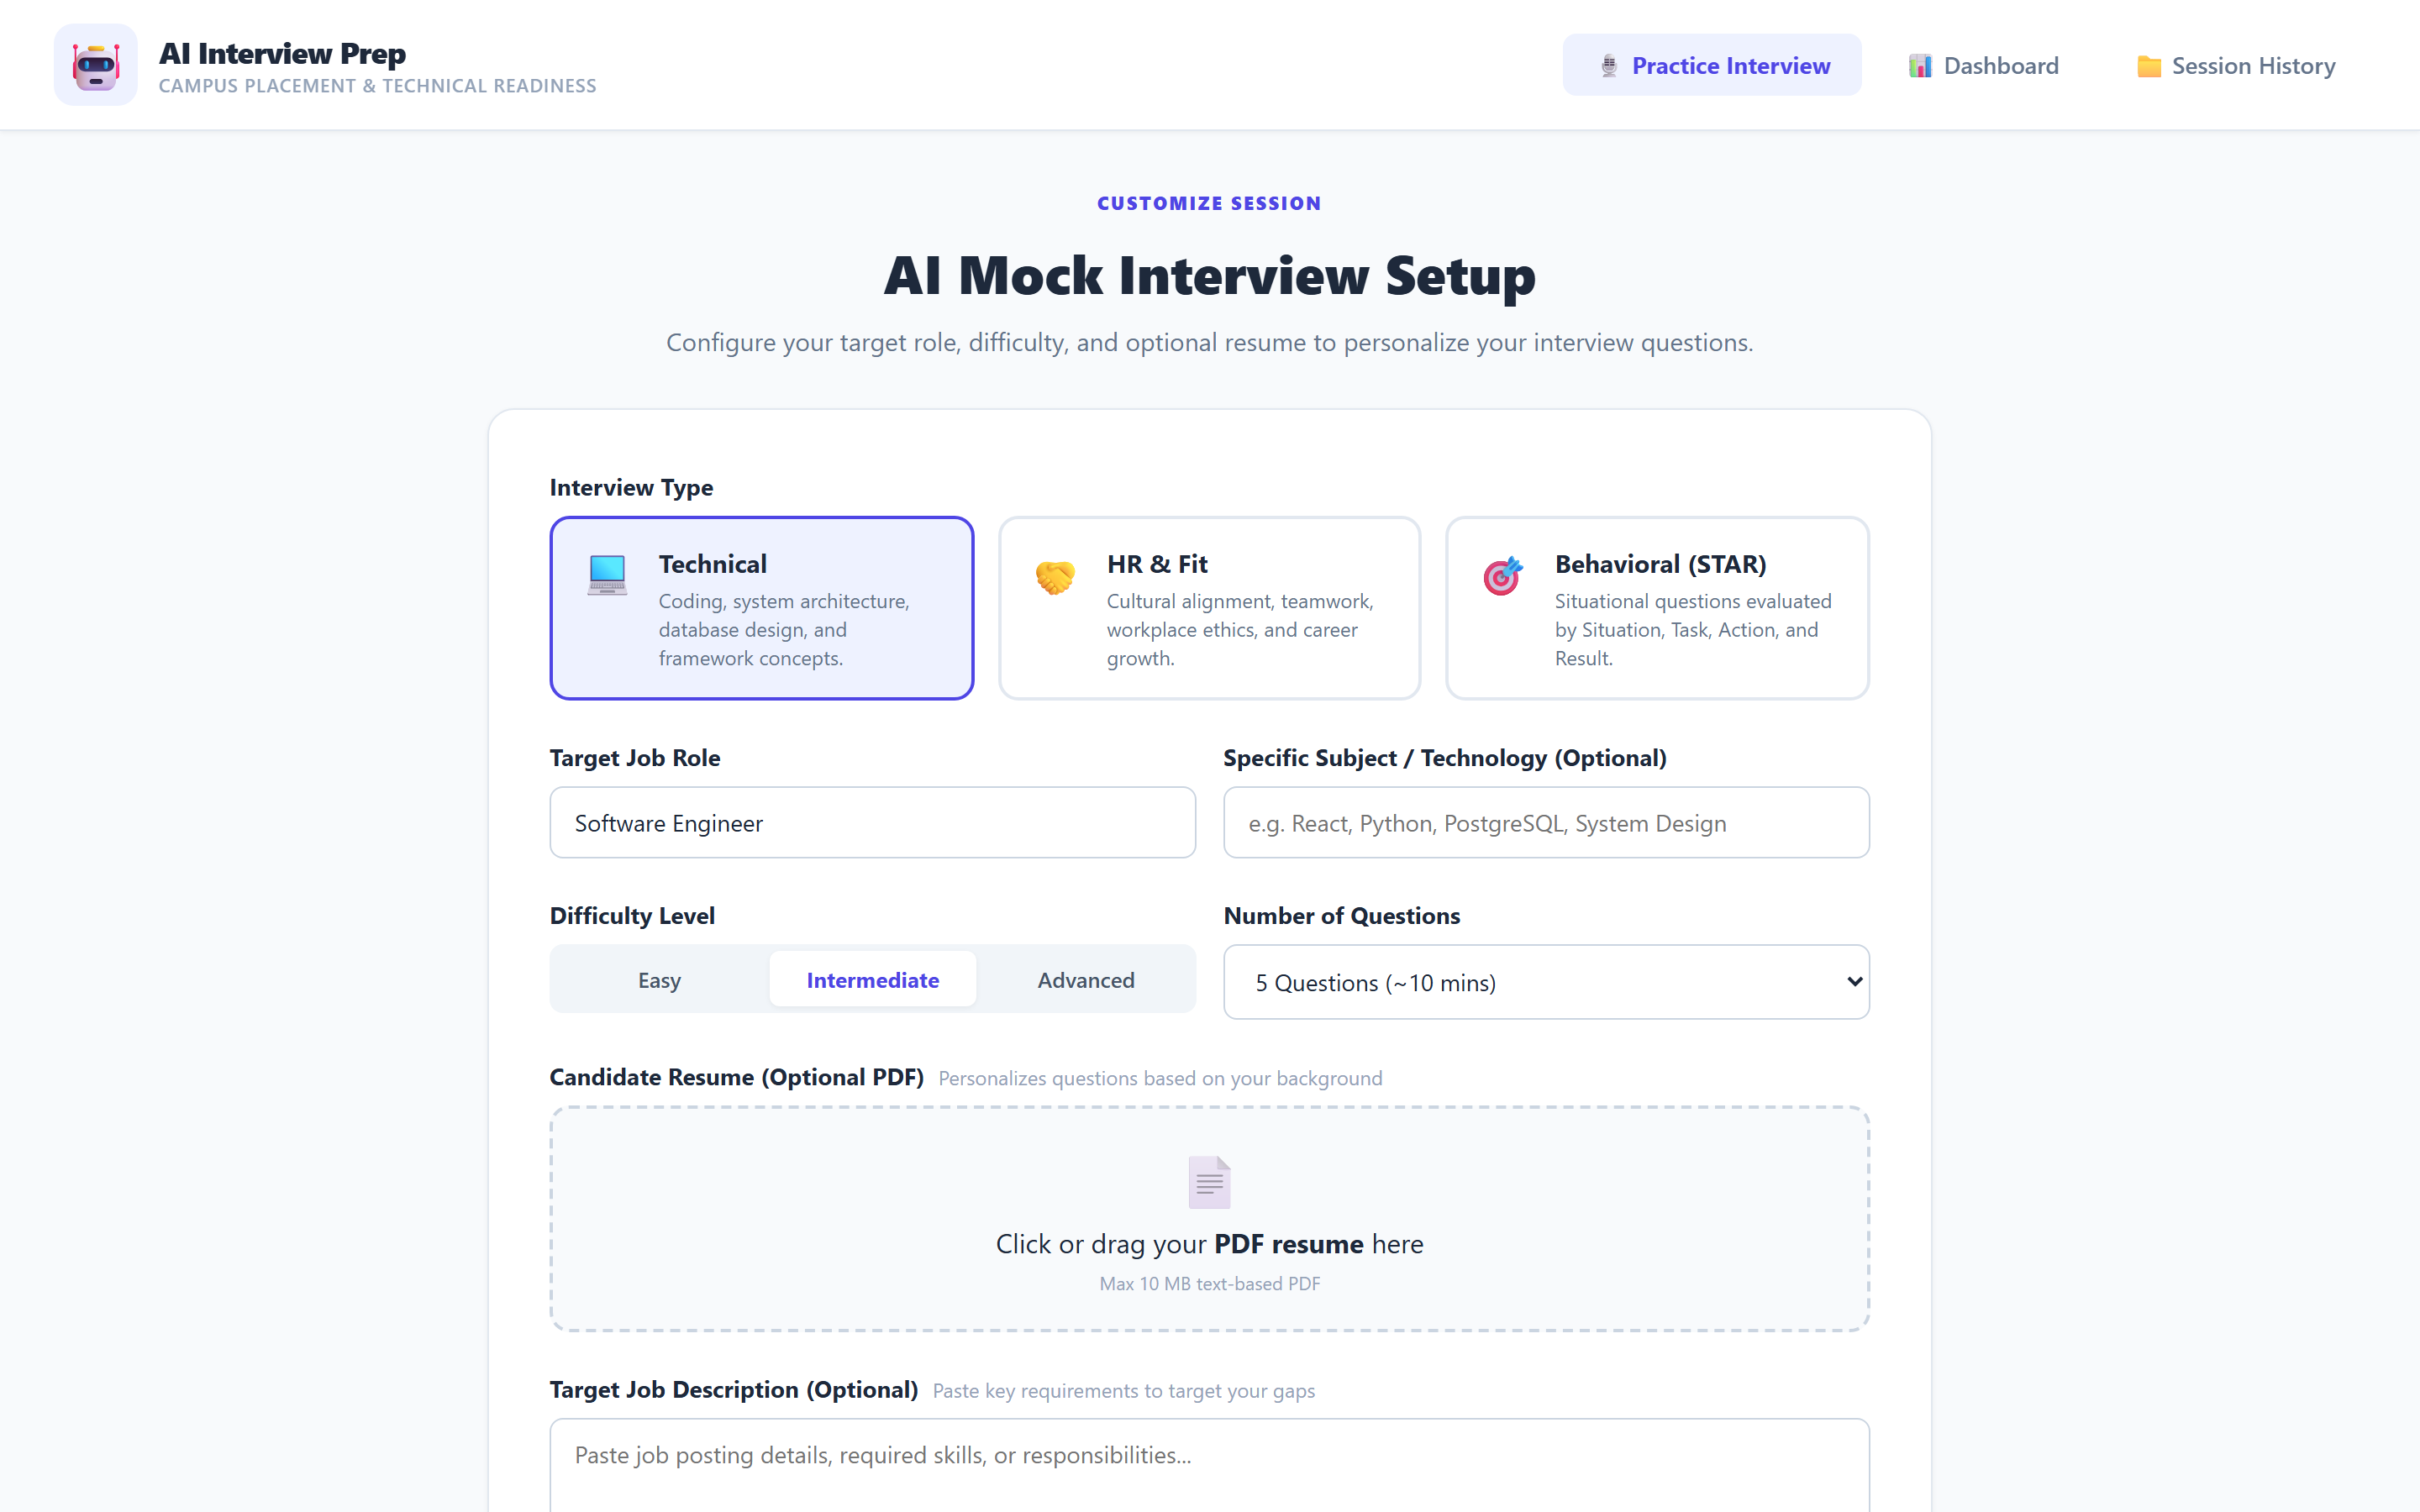 AI Interview Prep
CAMPUS PLACEMENT & TECHNICAL READINESS
Practice Interview
Dashboard
Session History
CUSTOMIZE SESSION
AI Mock Interview Setup
Configure your target role, difficulty, and optional resume to personalize your interview questions.
Interview Type
Technical
Coding, system architecture,
database design, and
framework concepts.
HR & Fit
Cultural alignment, teamwork,
workplace ethics, and career
growth.
Behavioral (STAR)
Situational questions evaluated
by Situation, Task, Action, and
Result.
Target Job Role
Software Engineer
Specific Subject / Technology (Optional)
e.g. React, Python, PostgreSQL, System Design
Difficulty Level
Easy
Intermediate
Advanced
Number of Questions
5 Questions (~10 mins)
Candidate Resume (Optional PDF) Personalizes questions based on your background
Click or drag your PDF resume here
Max 10 MB text-based PDF
Target Job Description (Optional) Paste key requirements to target your gaps
Paste job posting details, required skills, or responsibilities...